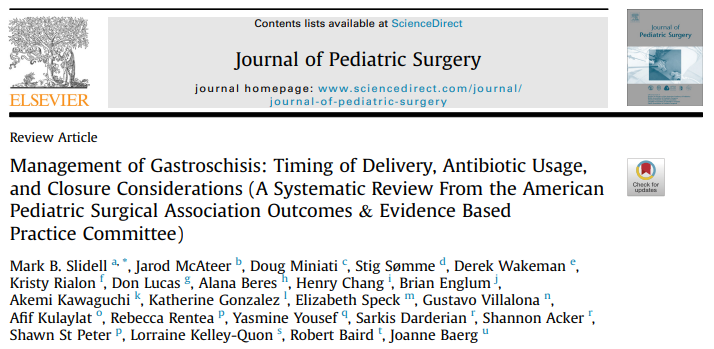 Contents lists available at ScienceDirect
Journal of Pediatric Surgery
journal homepage: www.sciencedirect.com/journal/
journal-of-pediatric-surgery
ELSEVIER
Journal of
Pediatric Surgery
Review Article
Management of Gastroschisis: Timing of Delivery, Antibiotic Usage,
and Closure Considerations (A Systematic Review From the American
Pediatric Surgical Association Outcomes & Evidence Based
Practice Committee)
Check for
updates
Mark B. Slidell a, *, Jarod McAteer b, Doug Miniati c, Stig Sømme d, Derek Wakeman e,
Kristy Rialon f, Don Lucas g, Alana Beres h, Henry Chang i, Brian Englum j,
Akemi Kawaguchi k, Katherine Gonzalez l, Elizabeth Speck m, Gustavo Villalona n,
Afif Kulaylat o, Rebecca Rentea p, Yasmine Yousef q, Sarkis Darderian r, Shannon Acker r,
Shawn St Peter p, Lorraine Kelley-Quon s, Robert Baird t, Joanne Baerg u